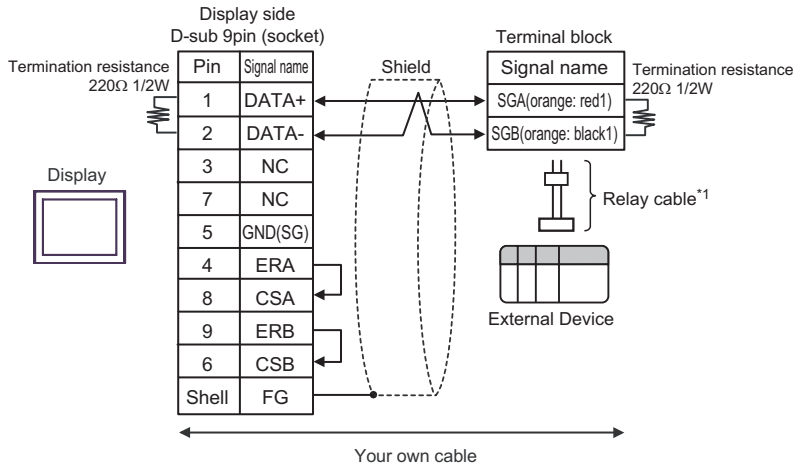 Display side
D-sub 9pin (socket)
Terminal block
Termination resistance
220Ω 1/2W
Pin Signal name
Shield
Signal name
Termination resistance
220Ω 1/2W
1 DATA+
SGA(orange: red1)
2 DATA-
SGB(orange: black1)
3 NC
Display
7 NC
Relay cable*1
5 GND(SG)
4 ERA
8 CSA
External Device
9 ERB
6 CSB
Shell FG
Your own cable